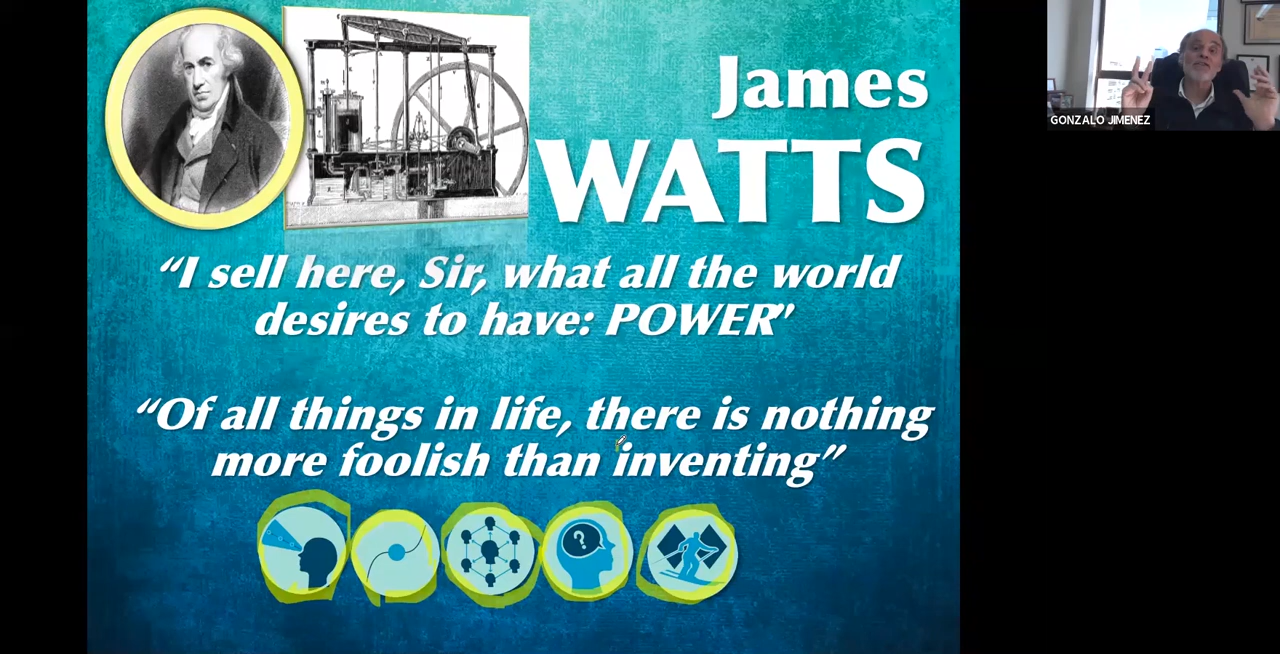 James
WATTS
“I sell here, Sir, what all the world
desires to have: POWER”
“Of all things in life, there is nothing
more foolish than inventing”
?
GONZALO JIMENEZ